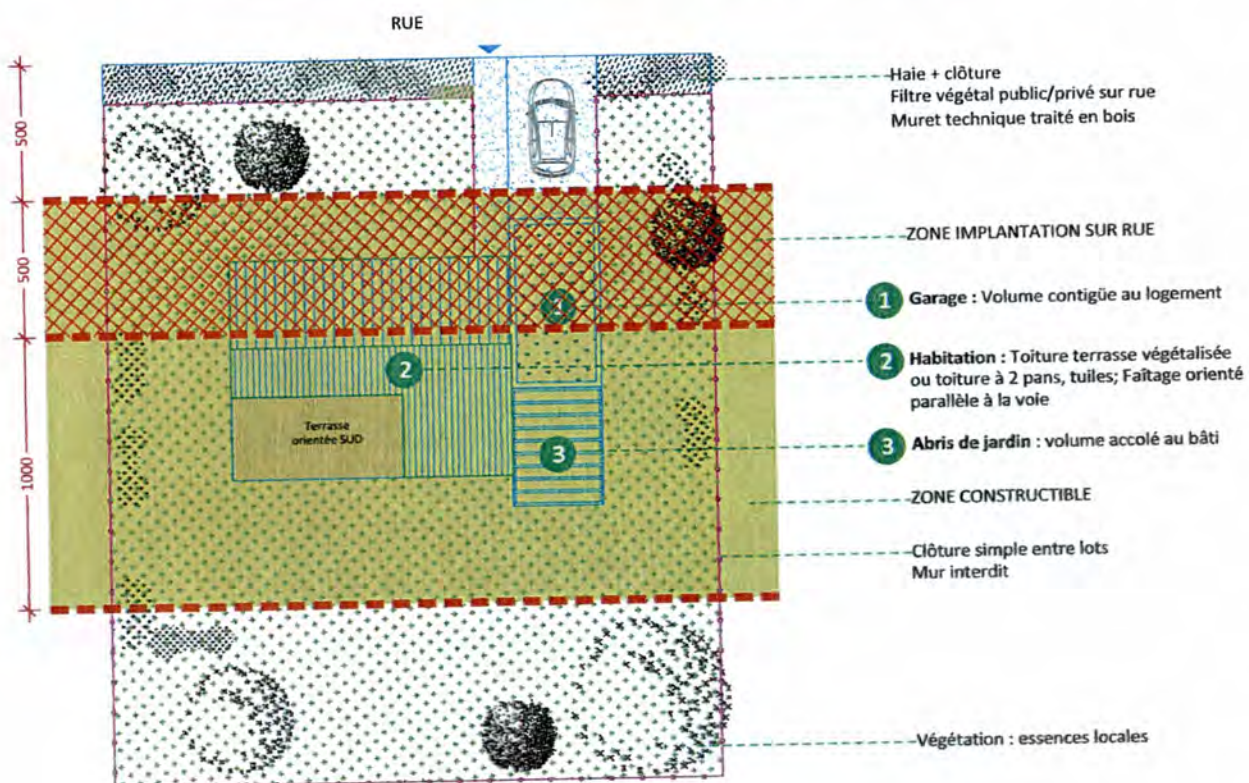 RUE
Haie + clôture
Filtre végétal public/privé sur rue
Muret technique traité en bois
500
ZONE IMPLANTATION SUR RUE
500
1 Garage : Volume contigüe au logement
1
2 Habitation : Toiture terrasse végétalisée
ou toiture à 2 pans, tuiles; Faîtage orienté
parallèle à la voie
2
Terrasse
orientée SUD
3 Abris de jardin : volume accolé au bâti
3
1000
ZONE CONSTRUCTIBLE
Clôture simple entre lots
Mur interdit
Végétation : essences locales